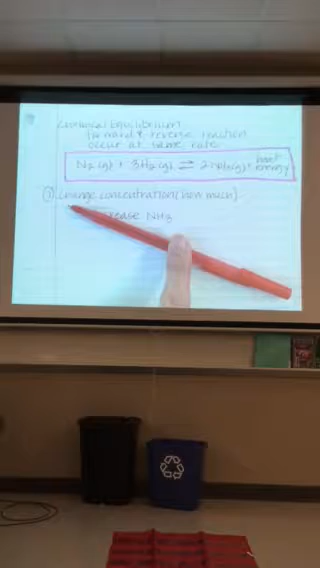 Chemical Equilibrium
forward & reverse reaction
occur at same rate
N₂(g) + 3H₂(g) ⇌ 2NH₃(g) + heat energy
① Change concentration (how much)
NH₃